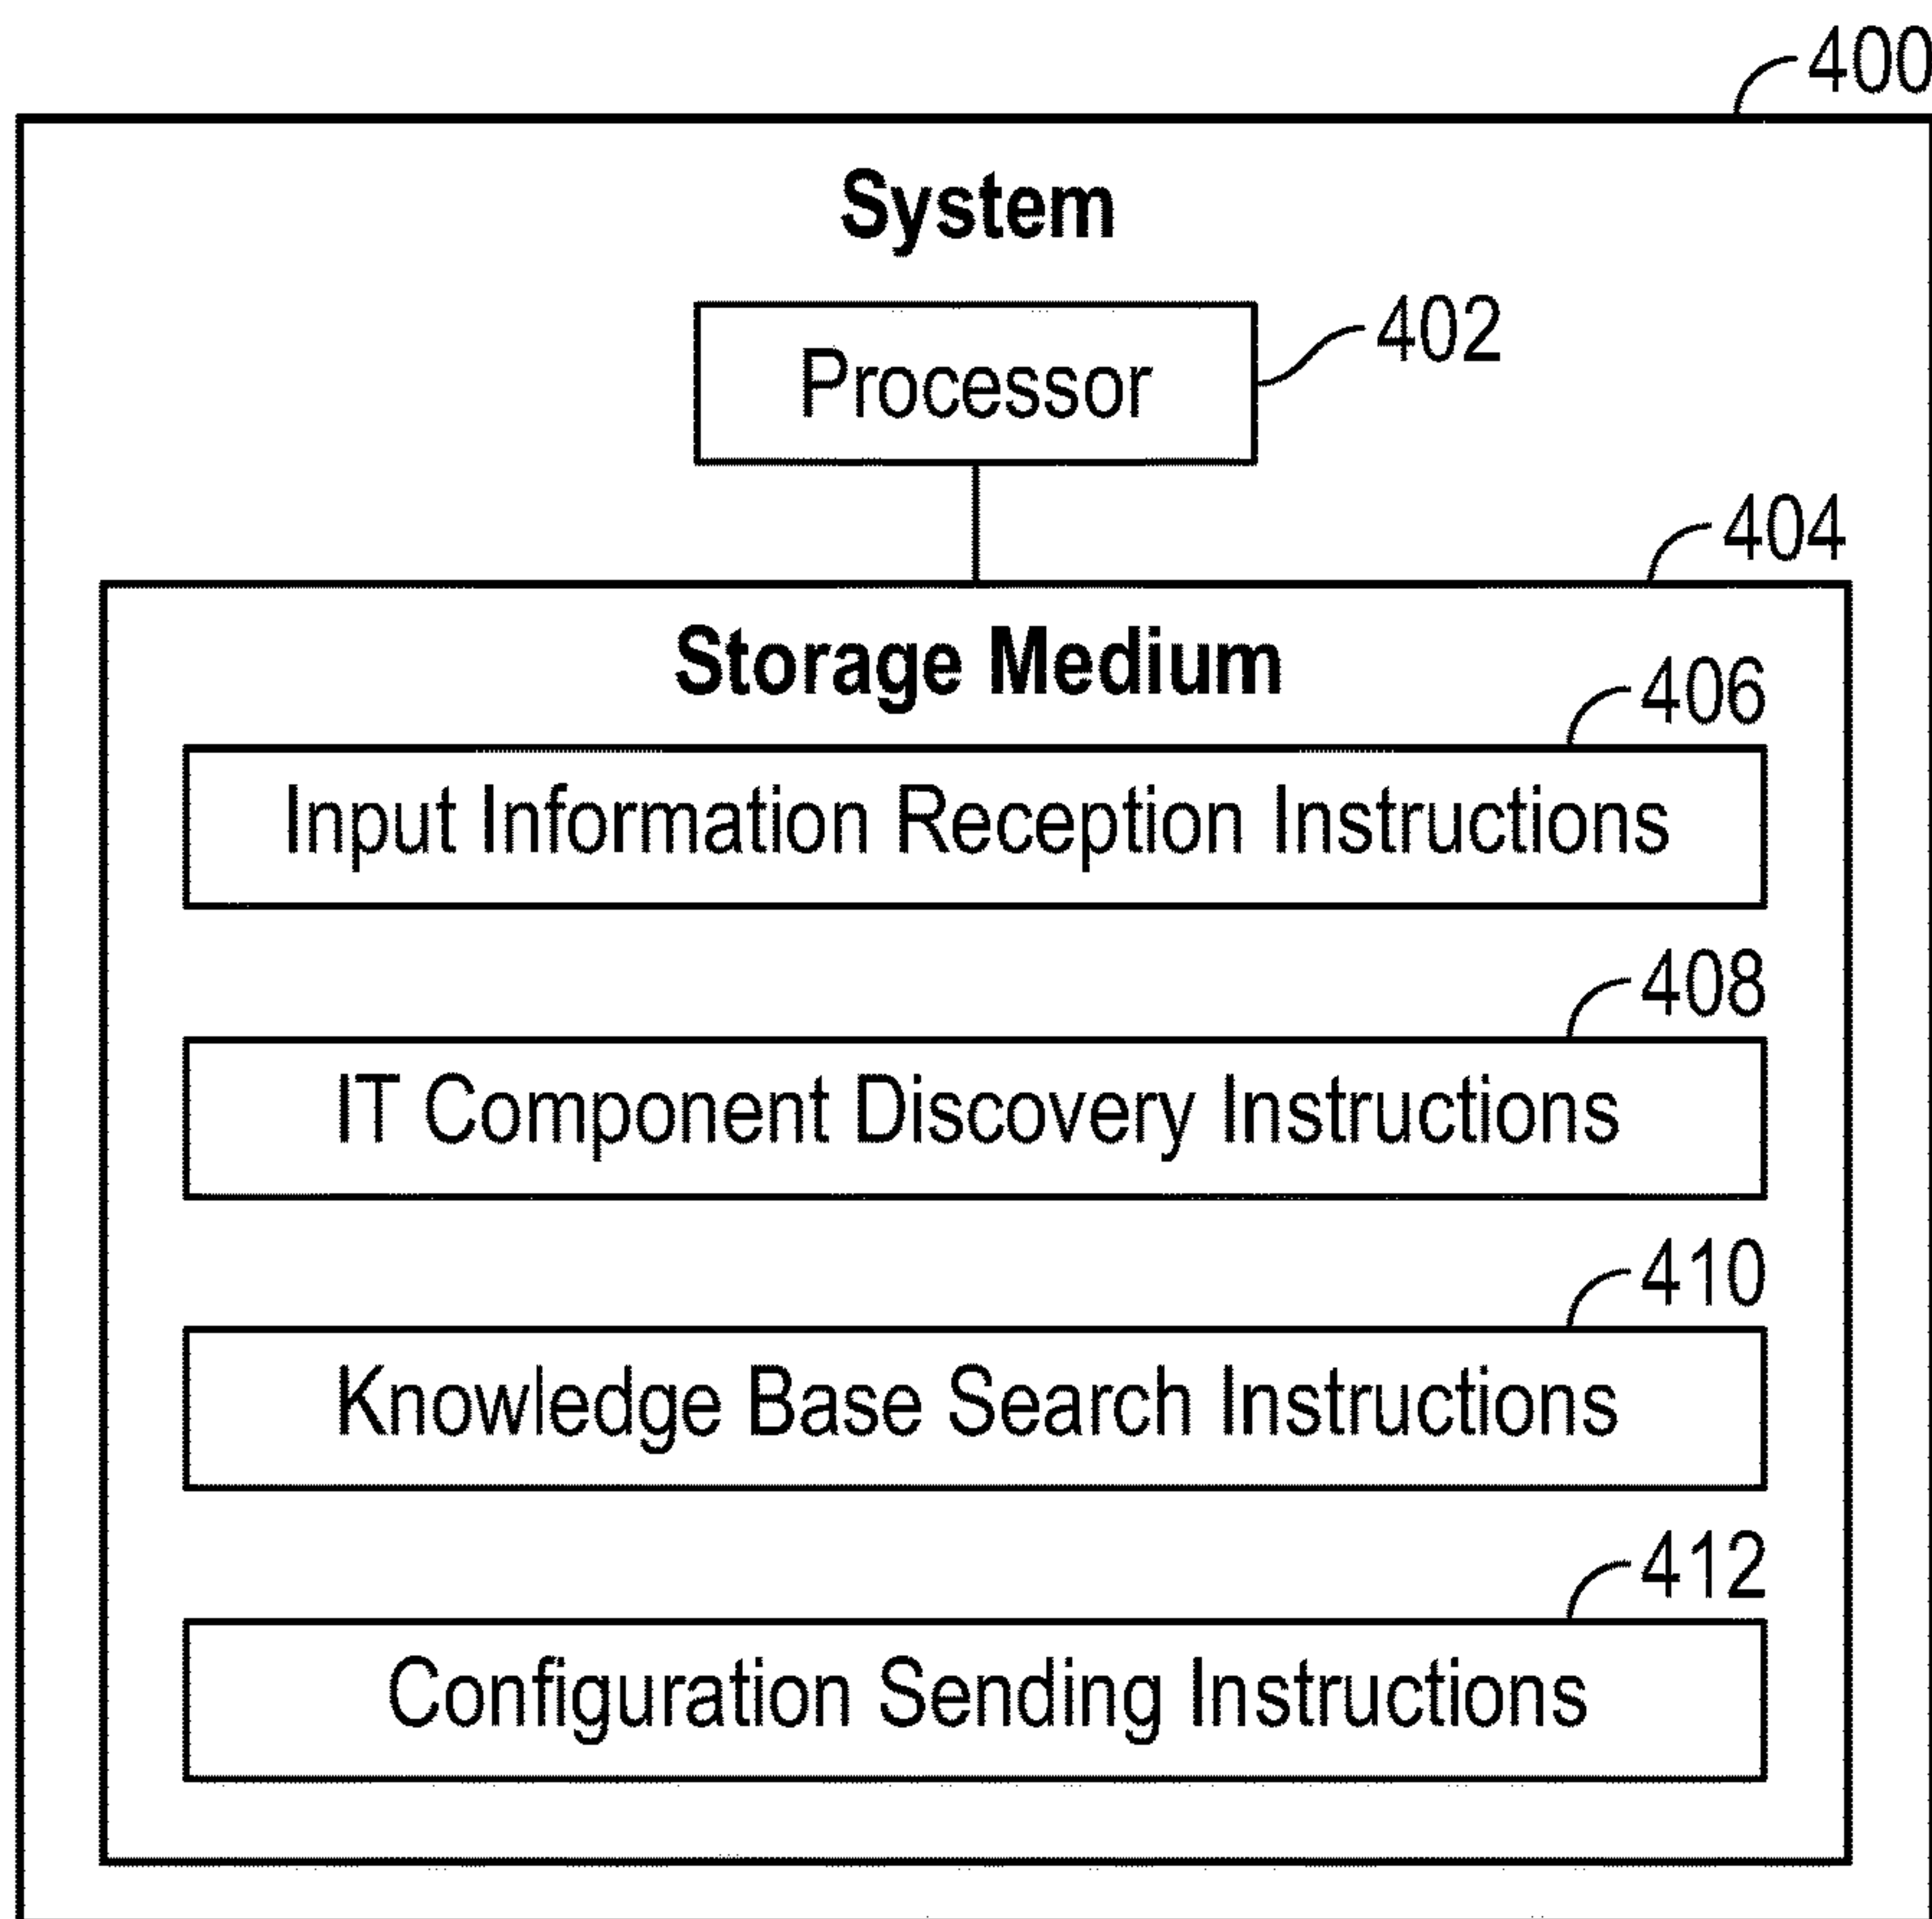 400
System
Processor
402
404
Storage Medium
406
Input Information Reception Instructions
408
IT Component Discovery Instructions
410
Knowledge Base Search Instructions
412
Configuration Sending Instructions